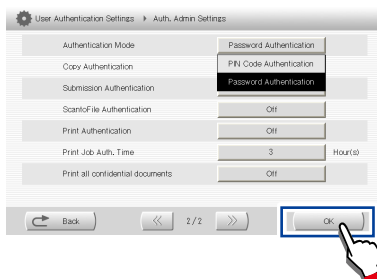 User Authentication Settings ▶ Auth. Admin Settings
Authentication Mode Password Authentication
Copy Authentication PIN Code Authentication
Submission Authentication Password Authentication
ScantoFile Authentication Off
Print Authentication Off
Print Job Auth. Time 3 Hour(s)
Print all confidential documents Off
Back 2/2 OK